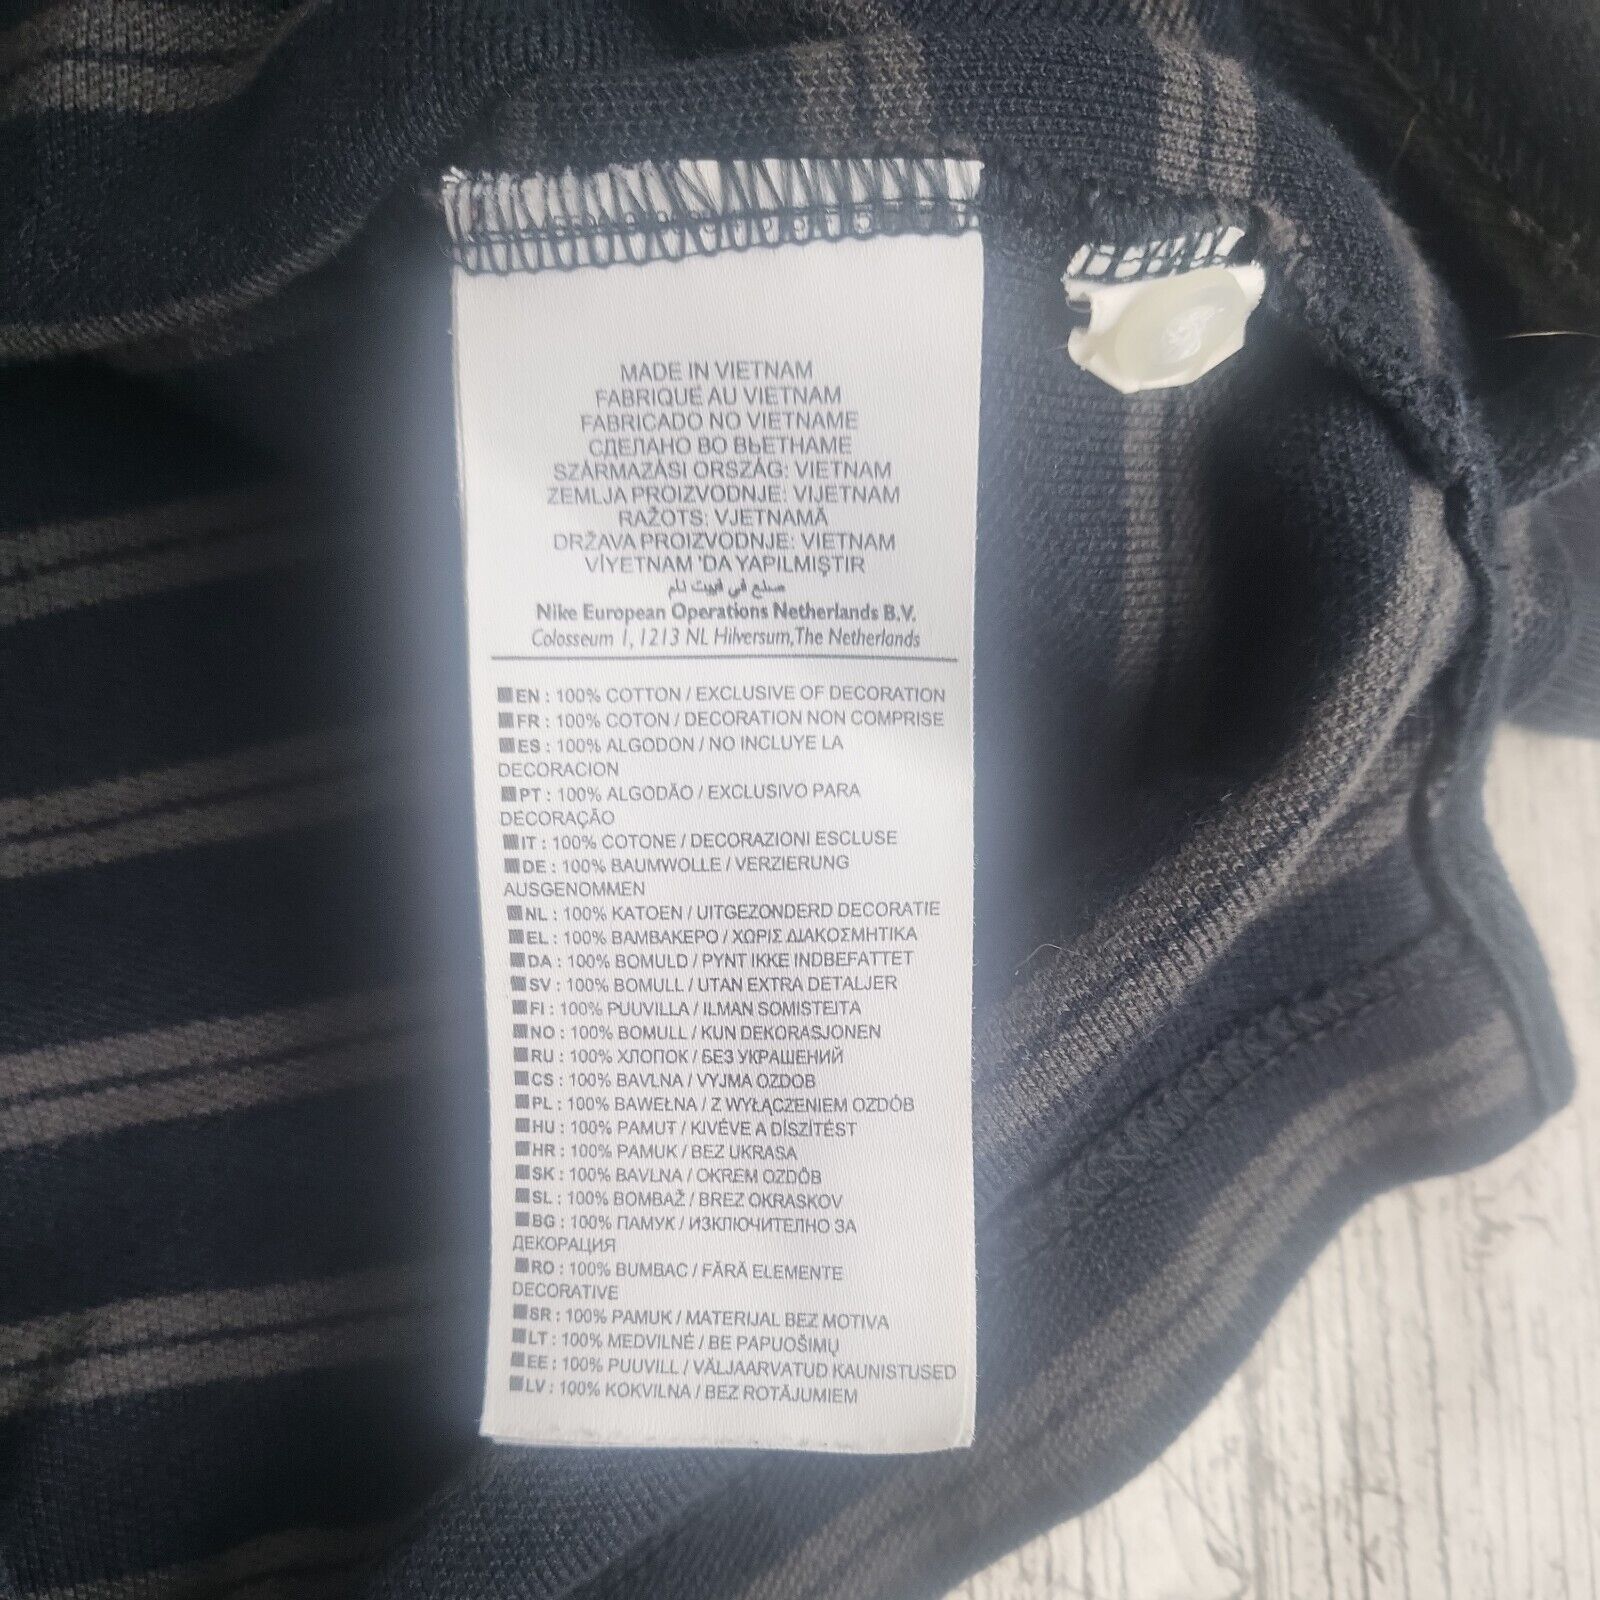 MADE IN VIETNAM
FABRIQUE AU VIETNAM
FABRICADO NO VIETNAME
СДЕЛАНО ВО ВЬЕТНАМЕ
SZÁRMAZÁSI ORSZÁG: VIETNAM
ZEMLJA PROIZVODNJE: VIJETNAM
RAŽOTS: VJETNAMĀ
DRŽAVA PROIZVODNJE: VIETNAM
VİYETNAM 'DA YAPILMIŞTIR
صنع في فييت نام
Nike European Operations Netherlands B.V.
Colosseum 1, 1213 NL Hilversum, The Netherlands
EN : 100% COTTON / EXCLUSIVE OF DECORATION
FR : 100% COTON / DECORATION NON COMPRISE
ES : 100% ALGODON / NO INCLUYE LA
DECORACION
PT : 100% ALGODÃO / EXCLUSIVO PARA
DECORAÇÃO
IT : 100% COTONE / DECORAZIONI ESCLUSE
DE : 100% BAUMWOLLE / VERZIERUNG
AUSGENOMMEN
NL : 100% KATOEN / UITGEZONDERD DECORATIE
EL : 100% ΒΑΜΒΑΚΕΡΟ / ΧΩΡΙΣ ΔΙΑΚΟΣΜΗΤΙΚΑ
DA : 100% BOMULD / PYNT IKKE INDBEFATTET
SV : 100% BOMULL / UTAN EXTRA DETALJER
FI : 100% PUUVILLA / ILMAN SOMISTEITA
NO : 100% BOMULL / KUN DEKORASJONEN
RU : 100% ХЛОПОК / БЕЗ УКРАШЕНИЙ
CS : 100% BAVLNA / VYJMA OZDOB
PL : 100% BAWEŁNA / Z WYŁĄCZENIEM OZDÓB
HU : 100% PAMUT / KIVÉVE A DÍSZÍTÉST
HR : 100% PAMUK / BEZ UKRASA
SK : 100% BAVLNA / OKREM OZDÔB
SL : 100% BOMBAŽ / BREZ OKRASKOV
BG : 100% ПАМУК / ИЗКЛЮЧИТЕЛНО ЗА
ДЕКОРАЦИЯ
RO : 100% BUMBAC / FĂRĂ ELEMENTE
DECORATIVE
SR : 100% PAMUK / MATERIJAL BEZ MOTIVA
LT : 100% MEDVILNĖ / BE PAPUOŠIMŲ
EE : 100% PUUVILL / VÄLJAARVATUD KAUNISTUSED
LV : 100% KOKVILNA / BEZ ROTĀJUMIEM